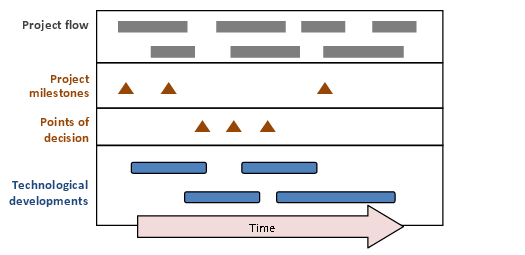 Project flow
Project
milestones
Points of
decision
Technological
developments
Time